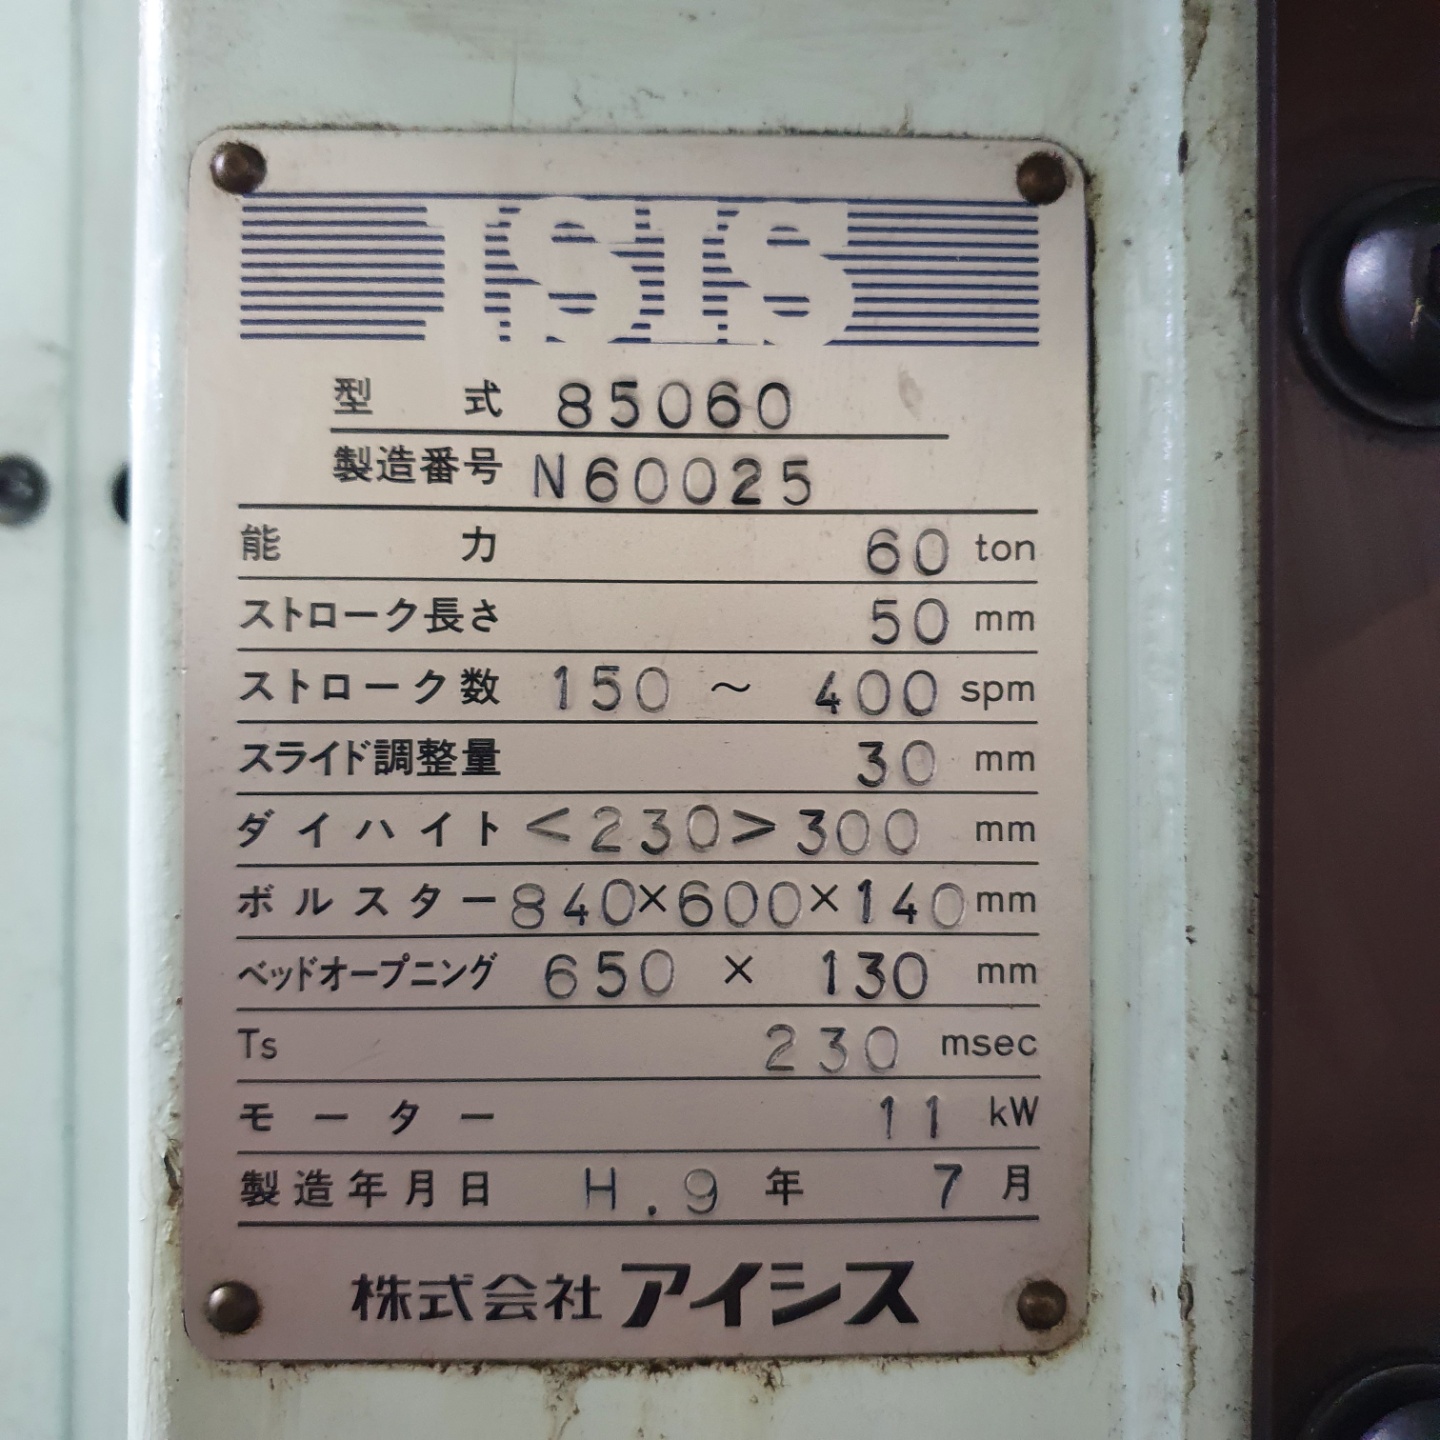 ISIS
型式 85060
製造番号 N60025
能力 60 ton
ストローク長さ 50 mm
ストローク数 150 ~ 400 spm
スライド調整量 30 mm
ダイハイト <230>300 mm
ボルスター 840×600×140 mm
ベッドオープニング 650 × 130 mm
Ts 230 msec
モーター 11 kW
製造年月日 H.9 年 7 月
株式会社アイシス